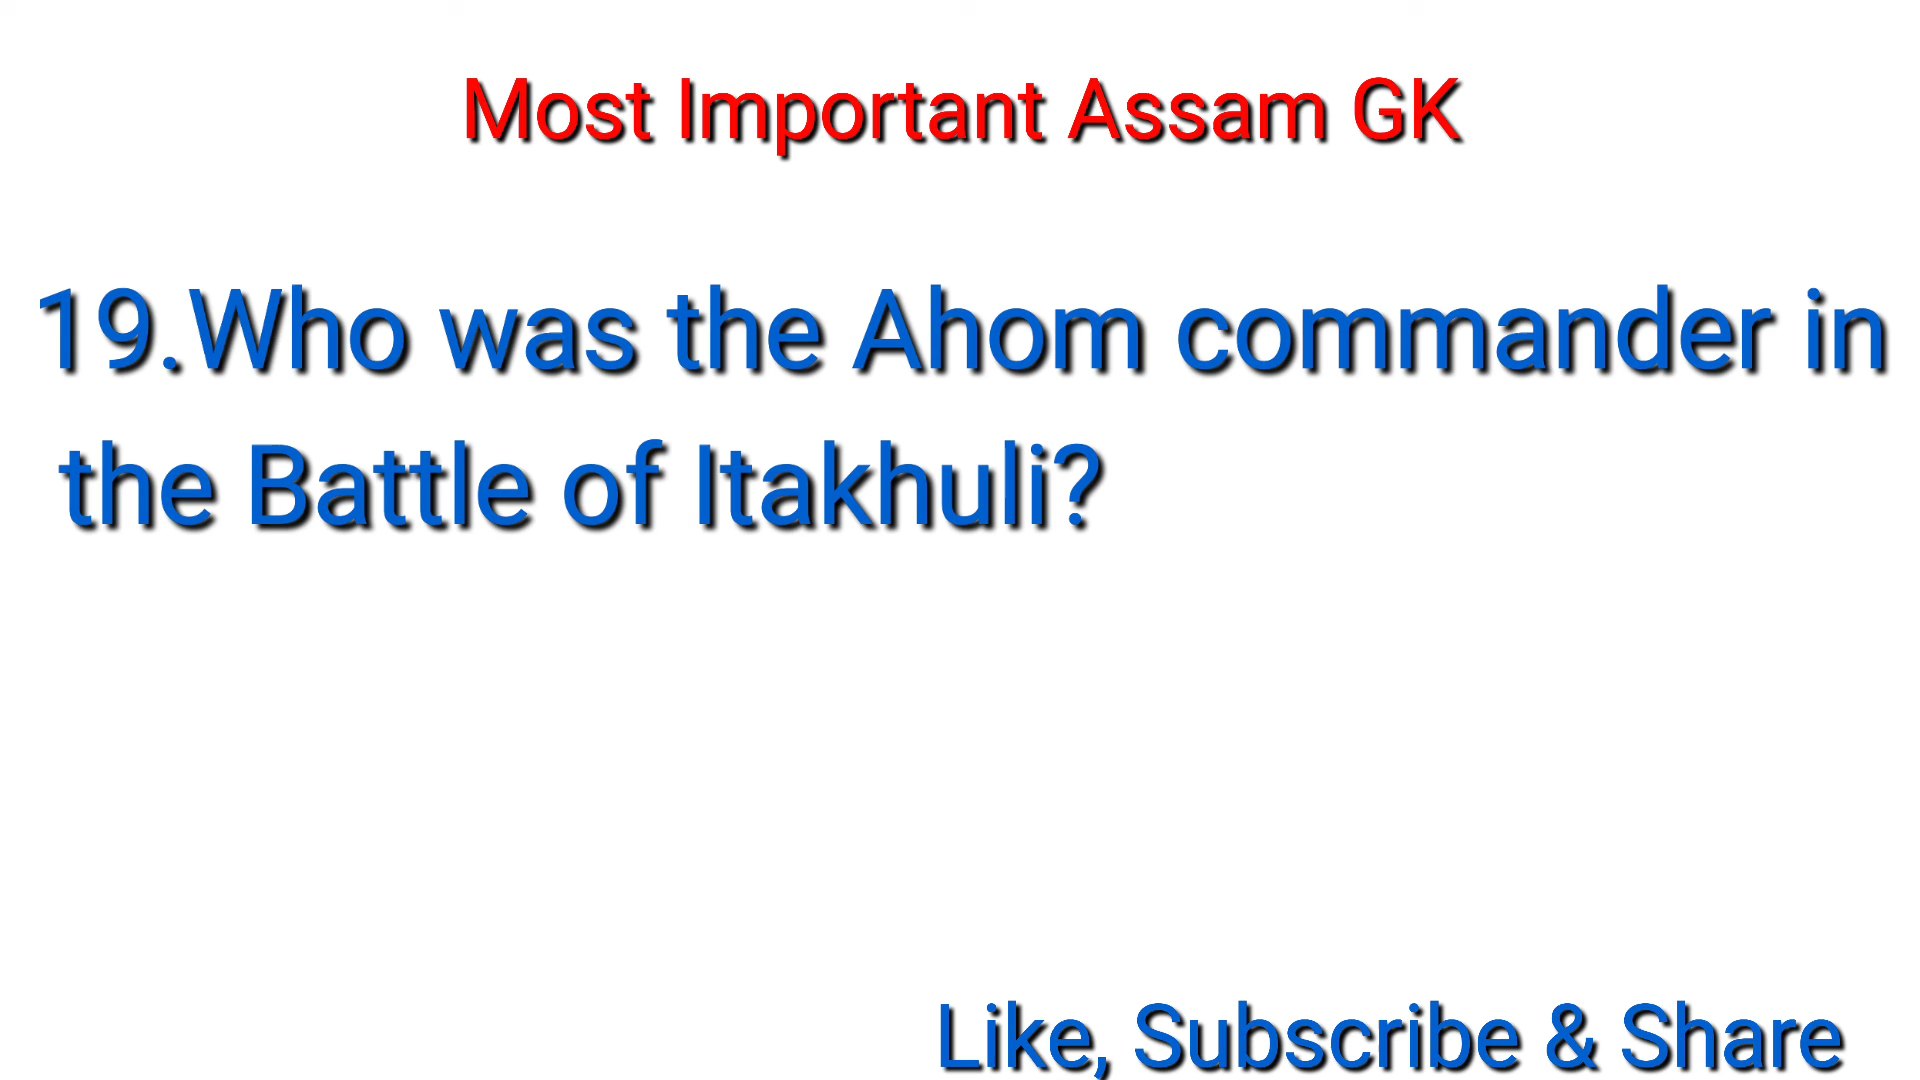 Most Important Assam GK
19.Who was the Ahom commander in
the Battle of Itakhuli?
Like, Subscribe & Share